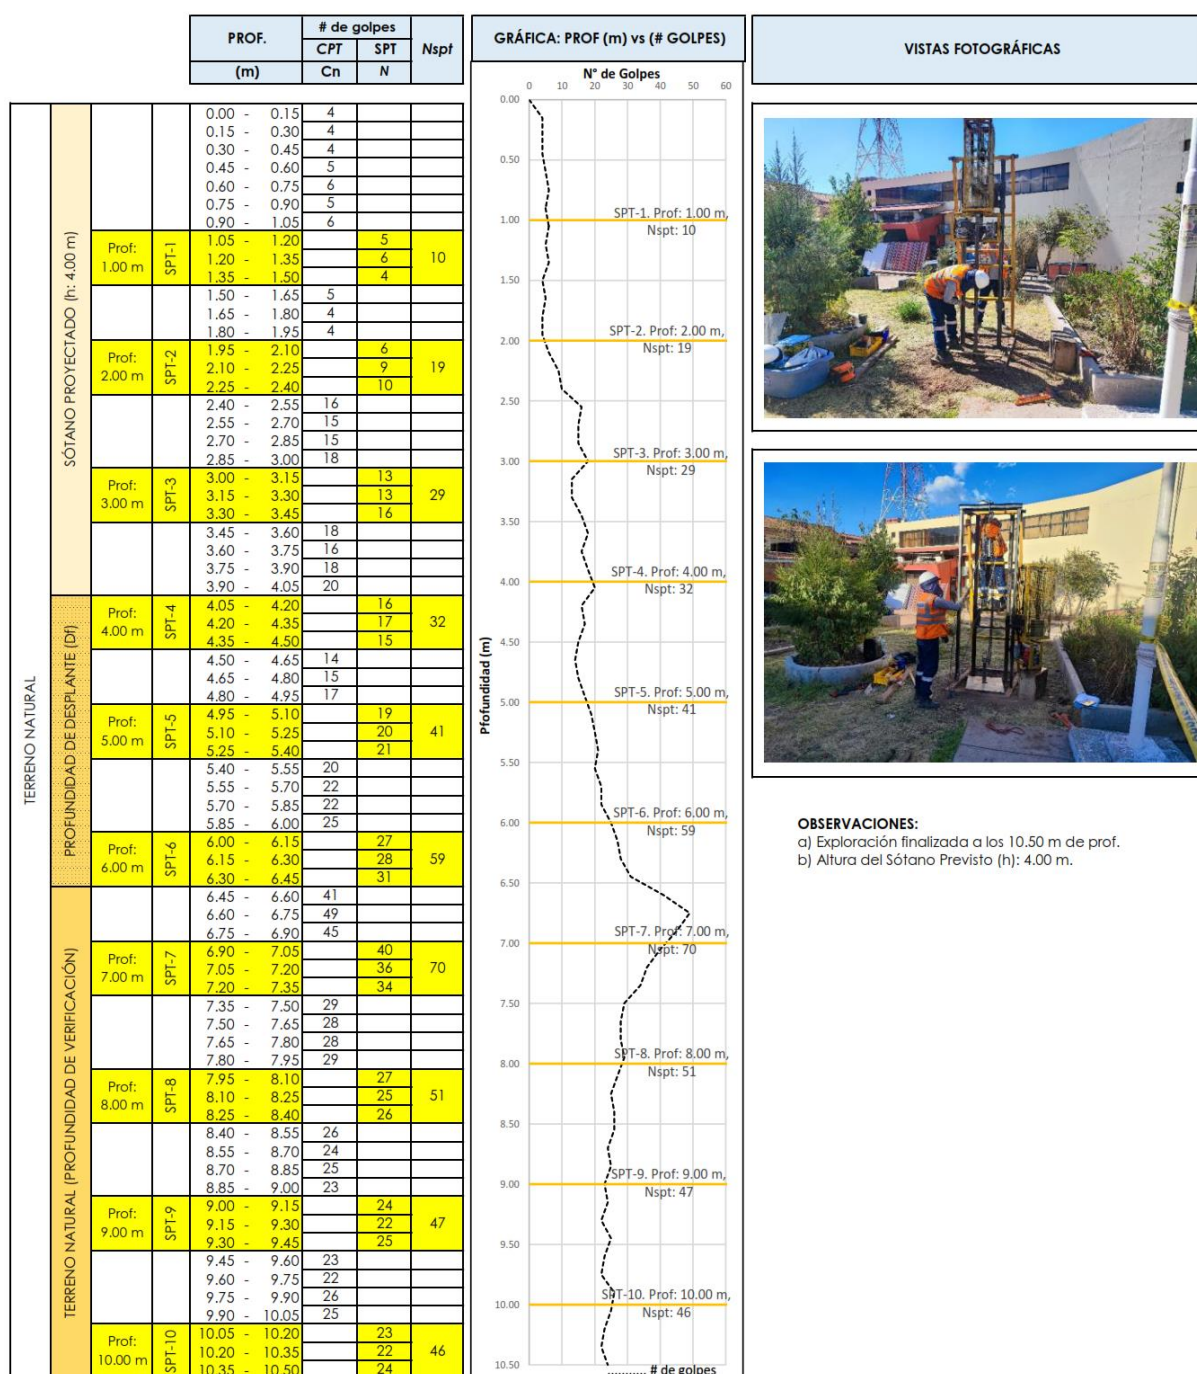 PROF.
# de golpes
CPT SPT Nspt
(m) Cn N
GRÁFICA: PROF (m) vs (# GOLPES)
VISTAS FOTOGRÁFICAS
TERRENO NATURAL
SÓTANO PROYECTADO (h: 4.00 m)
PROFUNDIDAD DE DESPLANTE (Df)
TERRENO NATURAL (PROFUNDIDAD DE VERIFICACIÓN)
0.00 - 0.15 4
0.15 - 0.30 4
0.30 - 0.45 4
0.45 - 0.60 5
0.60 - 0.75 6
0.75 - 0.90 5
0.90 - 1.05 6
Prof: 1.00 m SPT-1 10
1.05 - 1.20 5
1.20 - 1.35 6
1.35 - 1.50 4
1.50 - 1.65 5
1.65 - 1.80 4
1.80 - 1.95 4
Prof: 2.00 m SPT-2 19
1.95 - 2.10 6
2.10 - 2.25 9
2.25 - 2.40 10
2.40 - 2.55 16
2.55 - 2.70 15
2.70 - 2.85 15
2.85 - 3.00 18
Prof: 3.00 m SPT-3 29
3.00 - 3.15 13
3.15 - 3.30 13
3.30 - 3.45 16
3.45 - 3.60 18
3.60 - 3.75 16
3.75 - 3.90 18
3.90 - 4.05 20
Prof: 4.00 m SPT-4 32
4.05 - 4.20 16
4.20 - 4.35 17
4.35 - 4.50 15
4.50 - 4.65 14
4.65 - 4.80 15
4.80 - 4.95 17
Prof: 5.00 m SPT-5 41
4.95 - 5.10 19
5.10 - 5.25 20
5.25 - 5.40 21
5.40 - 5.55 20
5.55 - 5.70 22
5.70 - 5.85 22
5.85 - 6.00 25
Prof: 6.00 m SPT-6 59
6.00 - 6.15 27
6.15 - 6.30 28
6.30 - 6.45 31
6.45 - 6.60 41
6.60 - 6.75 49
6.75 - 6.90 45
Prof: 7.00 m SPT-7 70
6.90 - 7.05 40
7.05 - 7.20 36
7.20 - 7.35 34
7.35 - 7.50 29
7.50 - 7.65 28
7.65 - 7.80 28
7.80 - 7.95 29
Prof: 8.00 m SPT-8 51
7.95 - 8.10 27
8.10 - 8.25 25
8.25 - 8.40 26
8.40 - 8.55 26
8.55 - 8.70 24
8.70 - 8.85 25
8.85 - 9.00 23
Prof: 9.00 m SPT-9 47
9.00 - 9.15 24
9.15 - 9.30 22
9.30 - 9.45 25
9.45 - 9.60 23
9.60 - 9.75 22
9.75 - 9.90 26
9.90 - 10.05 25
Prof: 10.00 m SPT-10 46
10.05 - 10.20 23
10.20 - 10.35 22
10.35 - 10.50 24
N° de Golpes
0 10 20 30 40 50 60
Pfofundidad (m)
0.00
0.50
1.00
SPT-1. Prof: 1.00 m,
Nspt: 10
1.50
SPT-2. Prof: 2.00 m,
2.00
Nspt: 19
2.50
SPT-3. Prof: 3.00 m,
3.00
Nspt: 29
3.50
SPT-4. Prof: 4.00 m,
4.00
Nspt: 32
4.50
SPT-5. Prof: 5.00 m,
5.00
Nspt: 41
5.50
SPT-6. Prof: 6.00 m,
6.00
Nspt: 59
6.50
SPT-7. Prof: 7.00 m,
7.00
Nspt: 70
7.50
SPT-8. Prof: 8.00 m,
8.00
Nspt: 51
8.50
SPT-9. Prof: 9.00 m,
9.00
Nspt: 47
9.50
SPT-10. Prof: 10.00 m,
10.00
Nspt: 46
10.50
# de golpes
OBSERVACIONES:
a) Exploración finalizada a los 10.50 m de prof.
b) Altura del Sótano Previsto (h): 4.00 m.